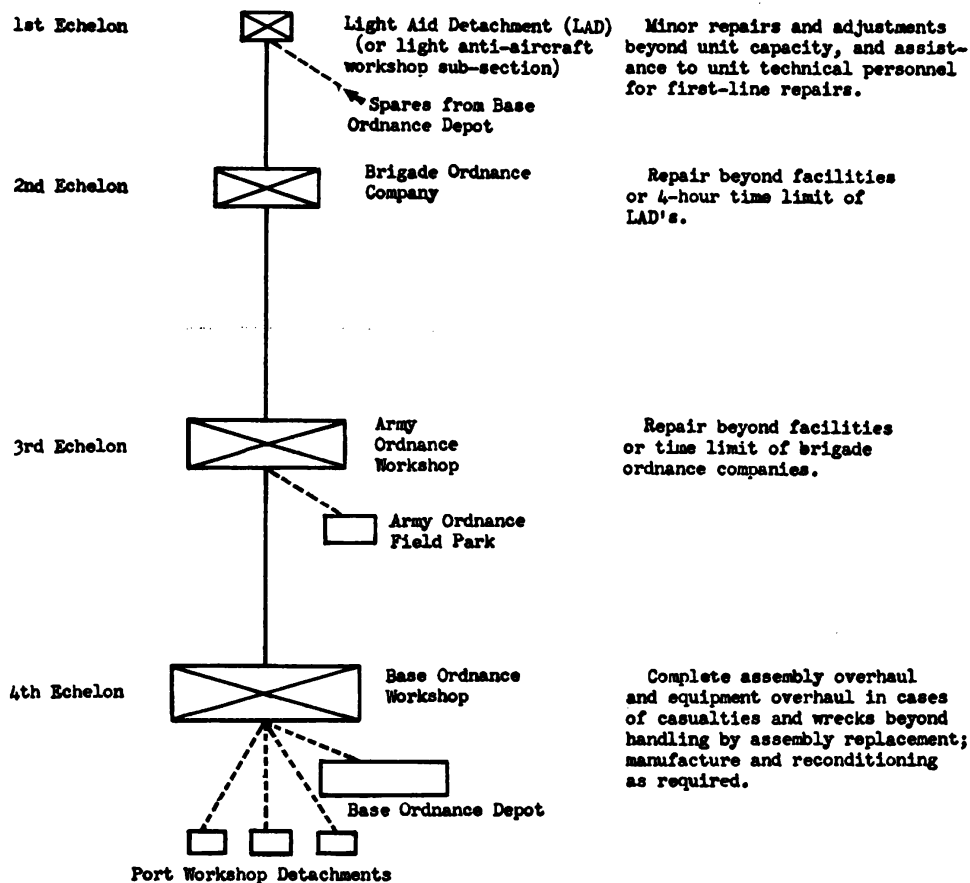 1st Echelon
Light Aid Detachment (LAD)
(or light anti-aircraft
workshop sub-section)
Minor repairs and adjustments
beyond unit capacity, and assist-
ance to unit technical personnel
for first-line repairs.
Spares from Base
Ordnance Depot
2nd Echelon
Brigade Ordnance
Company
Repair beyond facilities
or 4-hour time limit of
LAD's.
3rd Echelon
Army
Ordnance
Workshop
Repair beyond facilities
or time limit of brigade
ordnance companies.
Army Ordnance
Field Park
4th Echelon
Base Ordnance
Workshop
Complete assembly overhaul
and equipment overhaul in cases
of casualties and wrecks beyond
handling by assembly replacement;
manufacture and reconditioning
as required.
Base Ordnance Depot
Port Workshop Detachments